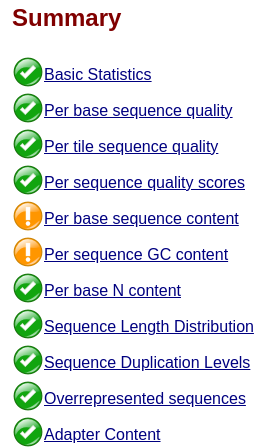 Summary
Basic Statistics
Per base sequence quality
Per tile sequence quality
Per sequence quality scores
Per base sequence content
Per sequence GC content
Per base N content
Sequence Length Distribution
Sequence Duplication Levels
Overrepresented sequences
Adapter Content